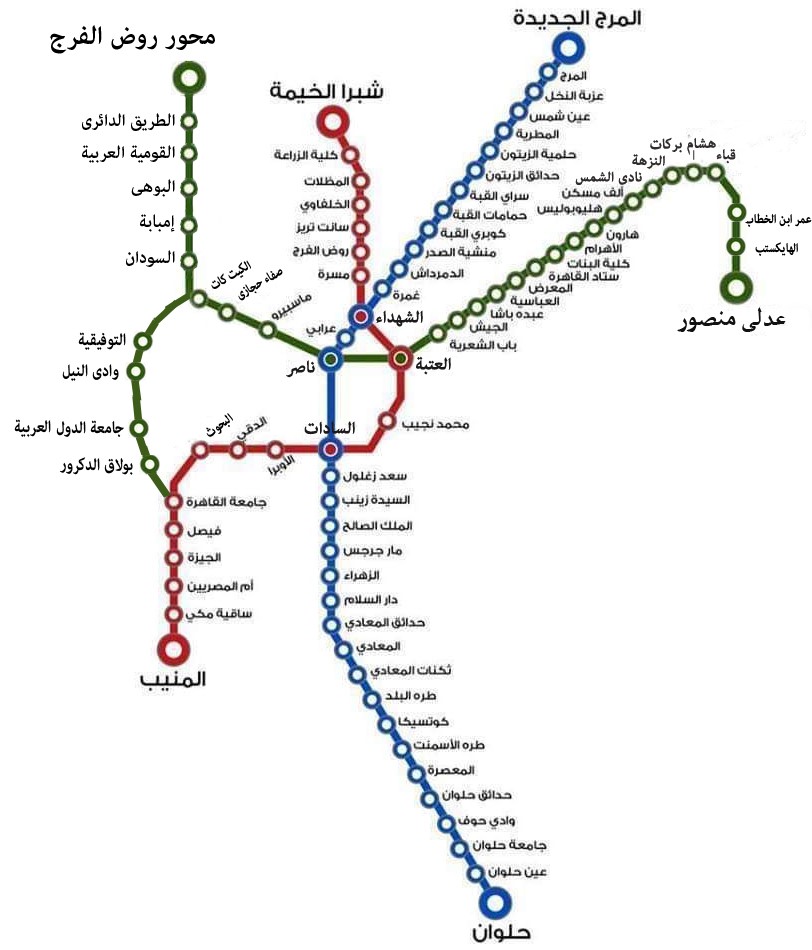 المرج الجديدة
المرج
عزبة النخل
عين شمس
المطرية
حلمية الزيتون
حدائق الزيتون
سراي القبة
حمامات القبة
كوبري القبة
منشية الصدر
الدمرداش
غمرة
الشهداء
عرابي
ناصر
السادات
سعد زغلول
السيدة زينب
الملك الصالح
مار جرجس
الزهراء
دار السلام
حدائق المعادي
المعادي
ثكنات المعادي
طره البلد
كوتسيكا
طره الأسمنت
المعصرة
حدائق حلوان
وادي حوف
جامعة حلوان
عين حلوان
حلوان
شبرا الخيمة
كلية الزراعة
المظلات
الخلفاوي
سانت تريز
روض الفرج
مسرة
العتبة
محمد نجيب
الأوبرا
الدقي
البحوث
جامعة القاهرة
فيصل
الجيزة
أم المصريين
ساقية مكي
المنيب
محور روض الفرج
الطريق الدائرى
القومية العربية
البوهى
إمبابة
السودان
الكيت كات
صفاء حجازى
ماسبيرو
التوفيقية
وادى النيل
جامعة الدول العربية
بولاق الدكرور
باب الشعرية
الجيش
عبده باشا
العباسية
المعرض
ستاد القاهرة
كلية البنات
الأهرام
هارون
هليوبوليس
ألف مسكن
نادى الشمس
النزهة
هشام بركات
قباء
عمر ابن الخطاب
الهايكستب
عدلى منصور